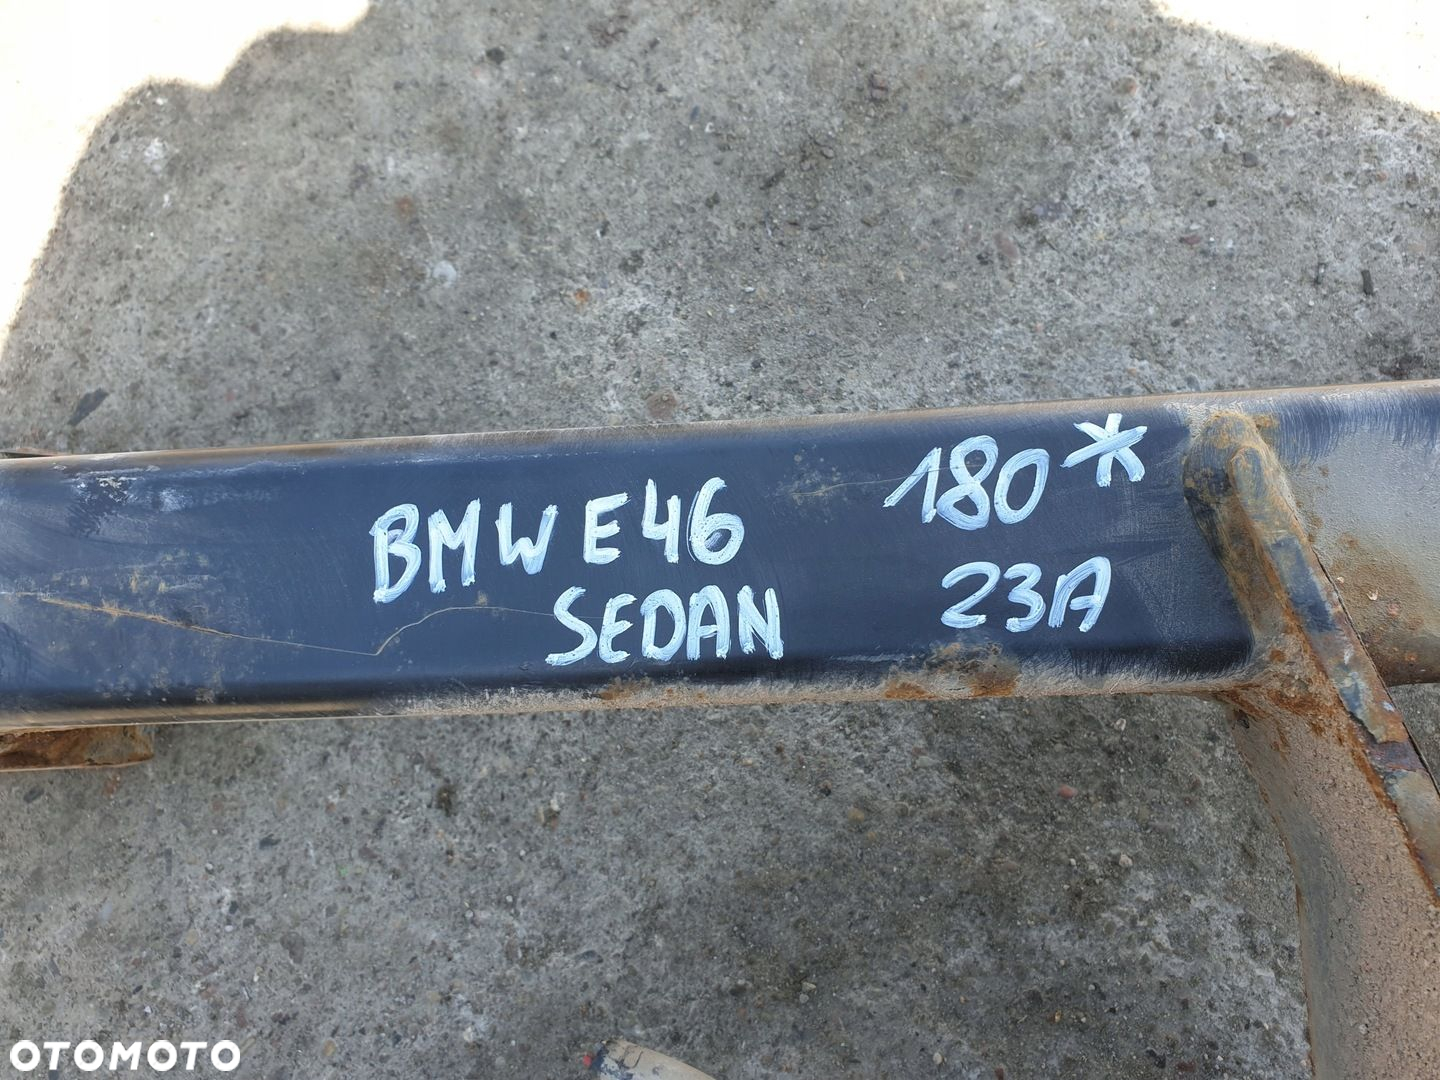 BMW E46 180*
SEDAN 23A
OTOMOTO